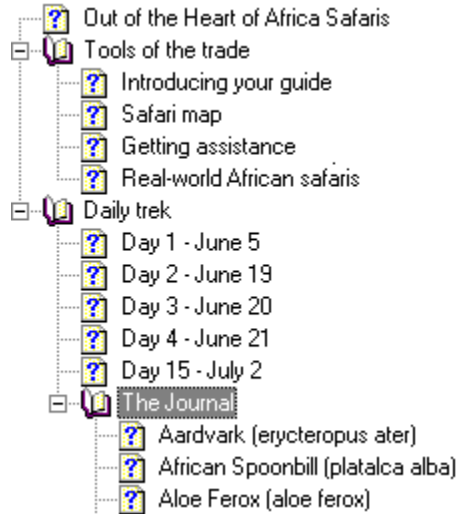 Out of the Heart of Africa Safaris
Tools of the trade
Introducing your guide
Safari map
Getting assistance
Real-world African safaris
Daily trek
Day 1 - June 5
Day 2 - June 19
Day 3 - June 20
Day 4 - June 21
Day 15 - July 2
The Journal
Aardvark (erycteropus ater)
African Spoonbill (platalca alba)
Aloe Ferox (aloe ferox)